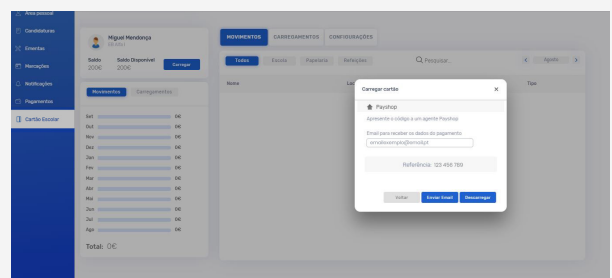 Área pessoal
Candidaturas
Ementas
Marcações
Notificações
Pagamentos
Cartão Escolar
Miguel Mendonça
Saldo
200€
Saldo Disponível
200€
Carregar
Movimentos
Carregamentos
Set 0€
Out 0€
Nov 0€
Dez 0€
Jan 0€
Fev 0€
Mar 0€
Abr 0€
Mai 0€
Jun 0€
Jul 0€
Ago 0€
Total: 0€
MOVIMENTOS
CARREGAMENTOS
CONFIGURAÇÕES
Todos
Escola
Papelaria
Refeições
Pesquisar...
Agosto
Nome
Tipo
Carregar cartão
Payshop
Apresente o código a um agente Payshop
Email para receber os dados do pagamento
emailexemplo@email.pt
Referência: 123 456 789
Voltar
Enviar Email
Descarregar